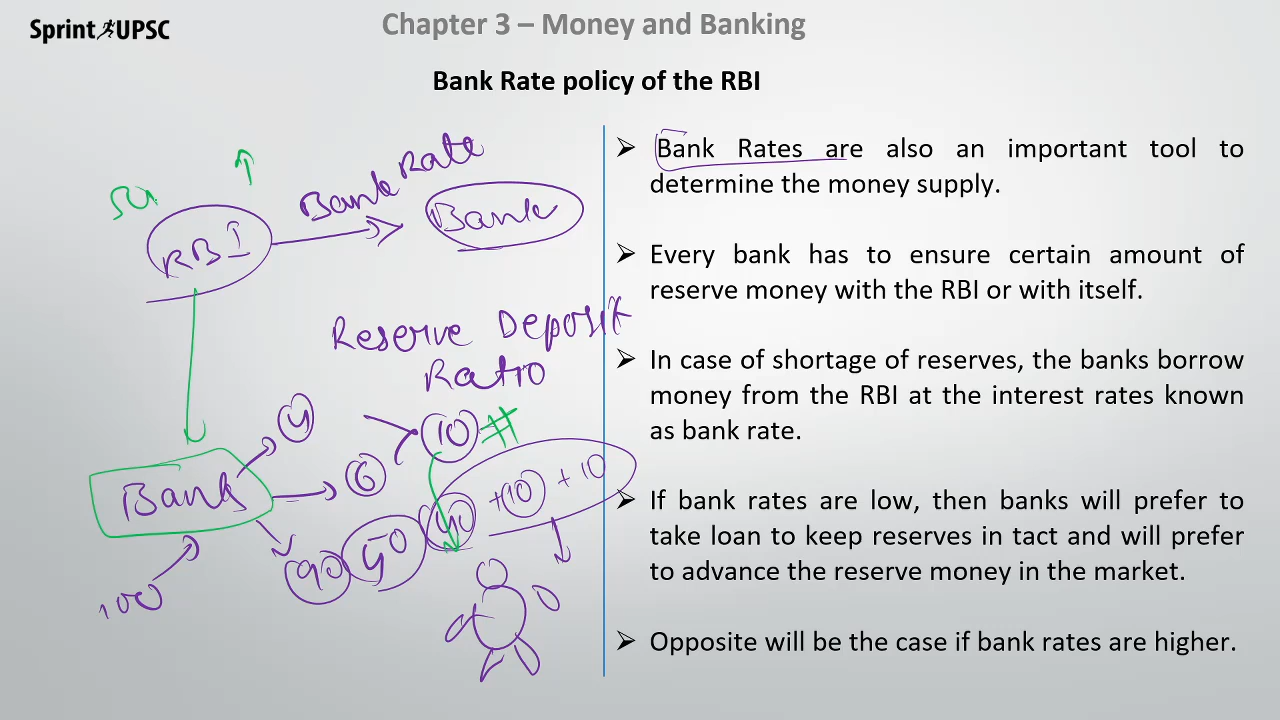 Sprint UPSC
Chapter 3 – Money and Banking
Bank Rate policy of the RBI
Bank Rate
RBI
Bank
Reserve Deposit
Ratio
4
10
6
Bank
+10 + 10
90
50
40
100
➢ Bank Rates are also an important tool to
determine the money supply.
➢ Every bank has to ensure certain amount of
reserve money with the RBI or with itself.
➢ In case of shortage of reserves, the banks borrow
money from the RBI at the interest rates known
as bank rate.
➢ If bank rates are low, then banks will prefer to
take loan to keep reserves in tact and will prefer
to advance the reserve money in the market.
➢ Opposite will be the case if bank rates are higher.